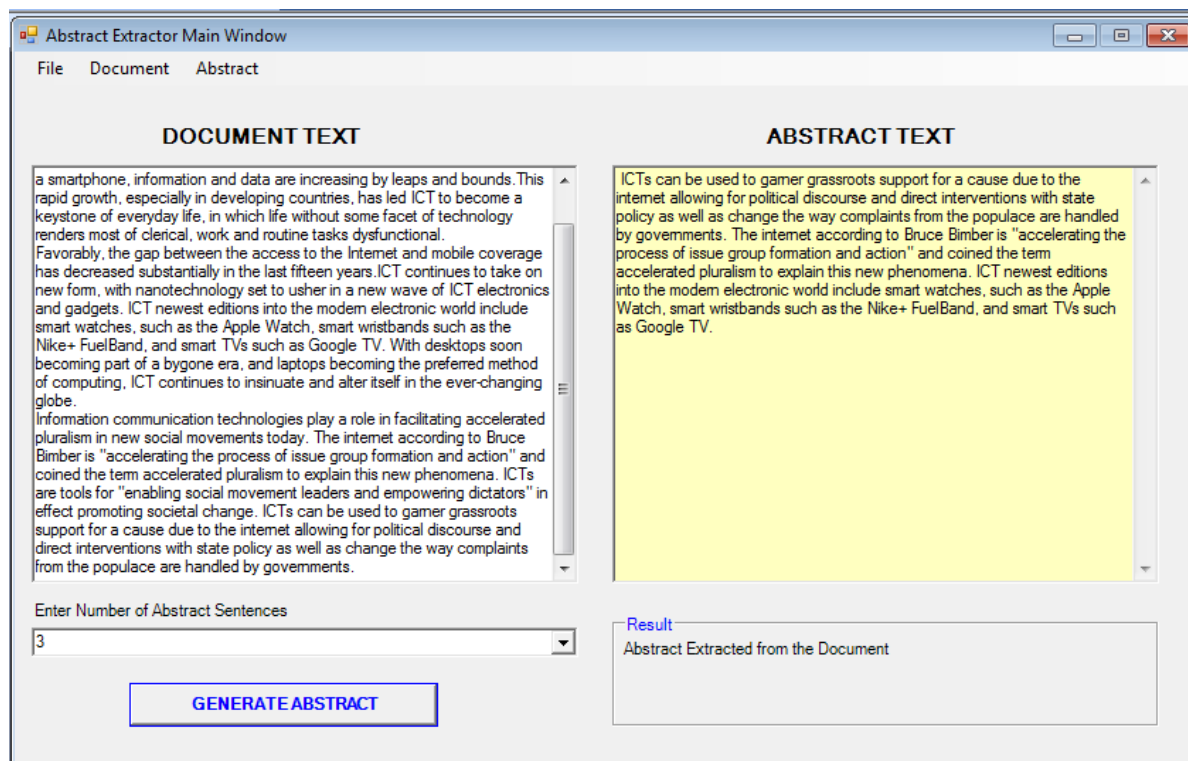 Abstract Extractor Main Window
File Document Abstract
DOCUMENT TEXT
a smartphone, information and data are increasing by leaps and bounds.This
rapid growth, especially in developing countries, has led ICT to become a
keystone of everyday life, in which life without some facet of technology
renders most of clerical, work and routine tasks dysfunctional.
Favorably, the gap between the access to the Internet and mobile coverage
has decreased substantially in the last fifteen years.ICT continues to take on
new form, with nanotechnology set to usher in a new wave of ICT electronics
and gadgets. ICT newest editions into the modern electronic world include
smart watches, such as the Apple Watch, smart wristbands such as the
Nike+ FuelBand, and smart TVs such as Google TV. With desktops soon
becoming part of a bygone era, and laptops becoming the preferred method
of computing, ICT continues to insinuate and alter itself in the ever-changing
globe.
Information communication technologies play a role in facilitating accelerated
pluralism in new social movements today. The internet according to Bruce
Bimber is "accelerating the process of issue group formation and action" and
coined the term accelerated pluralism to explain this new phenomena. ICTs
are tools for "enabling social movement leaders and empowering dictators" in
effect promoting societal change. ICTs can be used to garner grassroots
support for a cause due to the internet allowing for political discourse and
direct interventions with state policy as well as change the way complaints
from the populace are handled by governments.
Enter Number of Abstract Sentences
3
GENERATE ABSTRACT
ABSTRACT TEXT
ICTs can be used to garner grassroots support for a cause due to the
internet allowing for political discourse and direct interventions with state
policy as well as change the way complaints from the populace are handled
by governments. The internet according to Bruce Bimber is "accelerating the
process of issue group formation and action" and coined the term
accelerated pluralism to explain this new phenomena. ICT newest editions
into the modern electronic world include smart watches, such as the Apple
Watch, smart wristbands such as the Nike+ FuelBand, and smart TVs such
as Google TV.
Result
Abstract Extracted from the Document